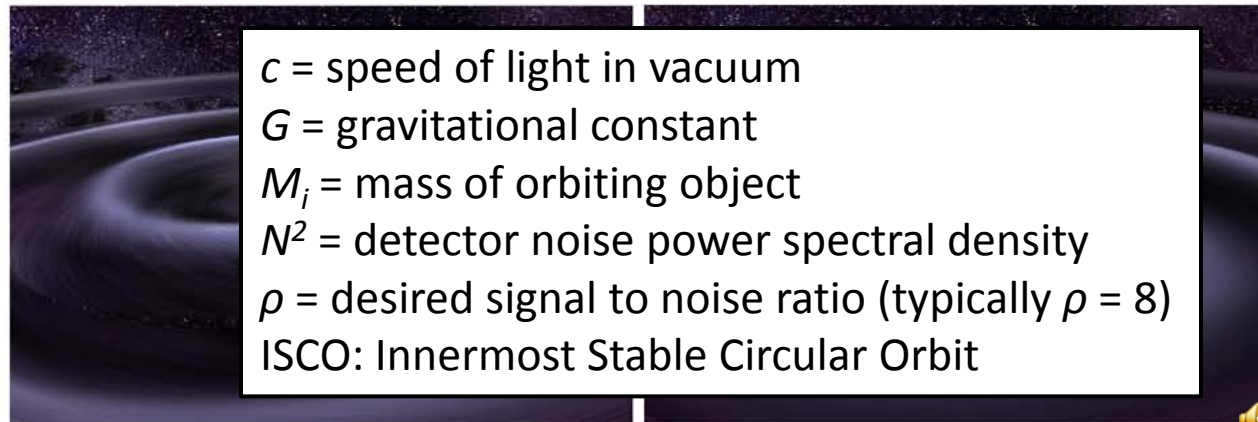 c = speed of light in vacuum
G = gravitational constant
Mi = mass of orbiting object
N² = detector noise power spectral density
ρ = desired signal to noise ratio (typically ρ = 8)
ISCO: Innermost Stable Circular Orbit